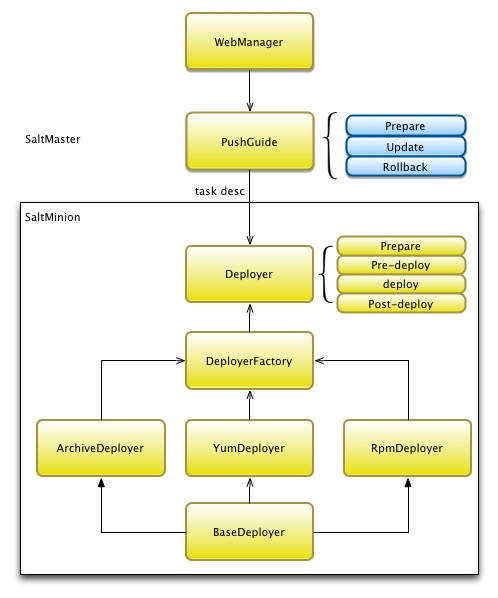 WebManager
SaltMaster
PushGuide
Prepare
Update
Rollback
task desc
SaltMinion
Deployer
Prepare
Pre-deploy
deploy
Post-deploy
DeployerFactory
ArchiveDeployer
YumDeployer
RpmDeployer
BaseDeployer